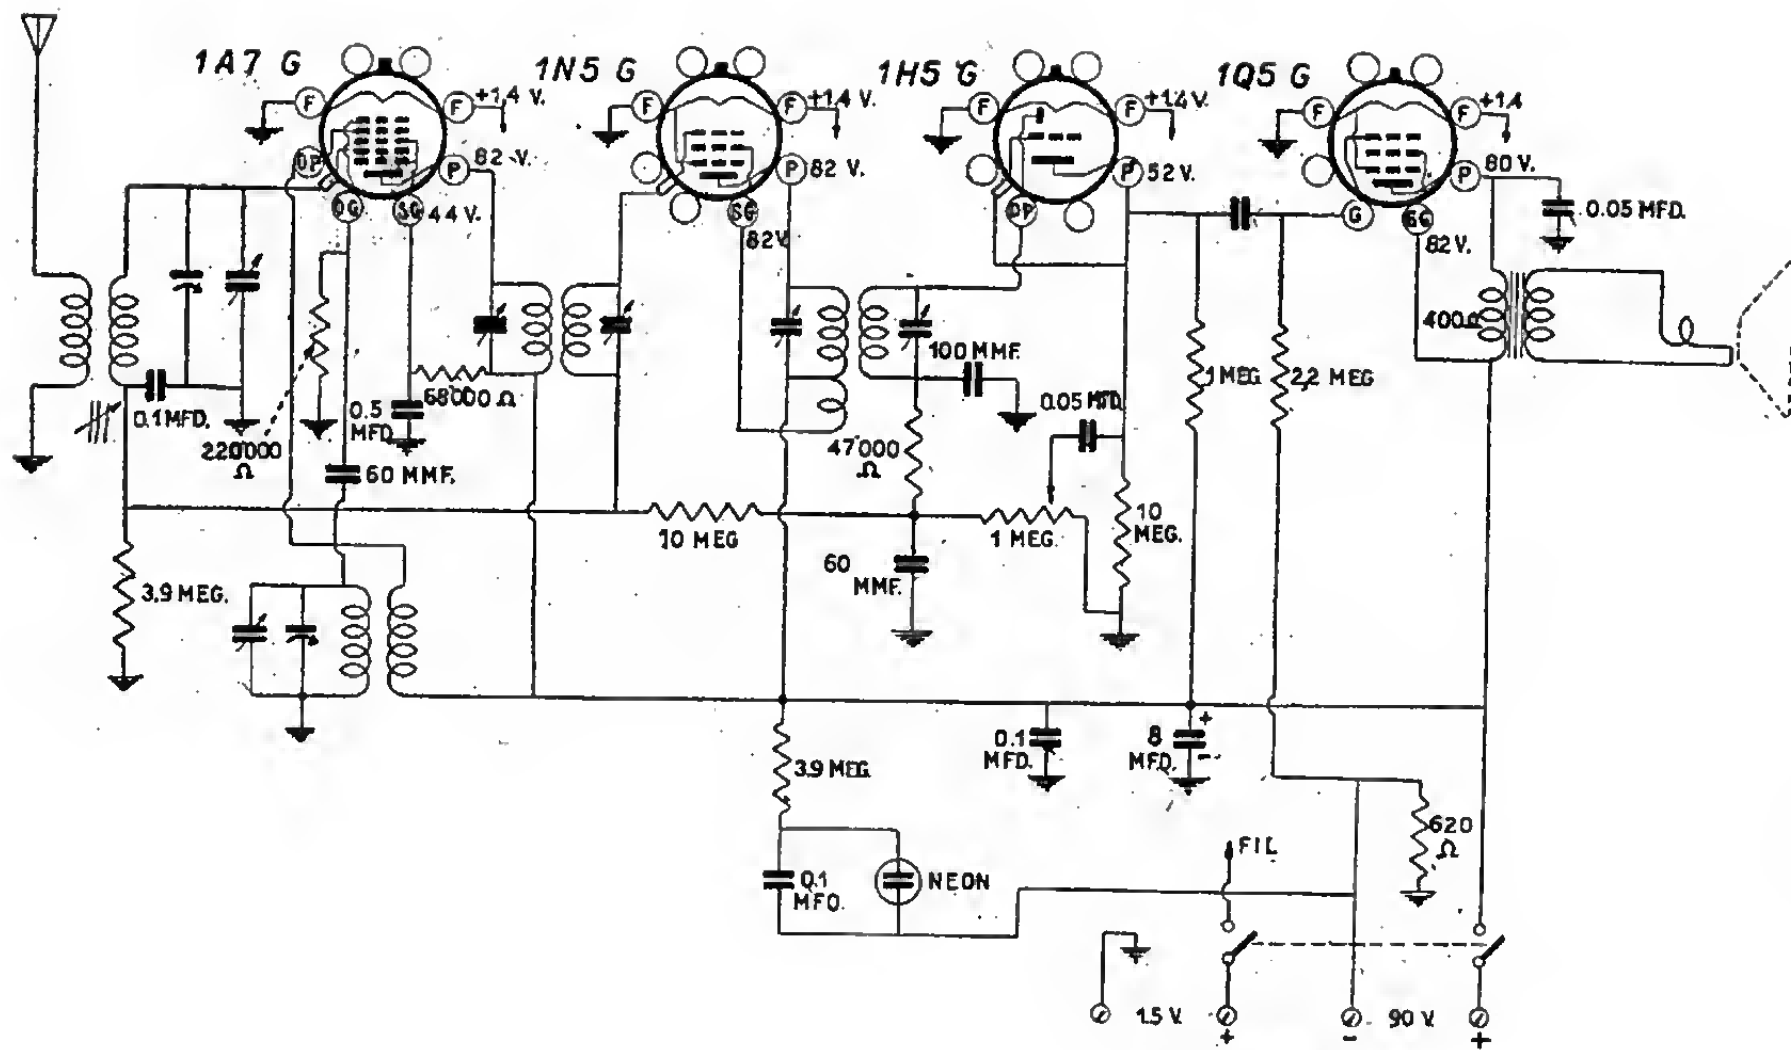 1A7 G
1N5 G
1H5 G
1Q5 G
F
F
+1.4 V.
F
F
+1.4 V.
F
F
+1.4 V.
F
F
+1.4
DP
P
82 V.
P
82 V.
P
52 V.
P
80 V.
OG
SG
44 V.
SG
82 V.
DP
G
SG
82 V.
0.05 MFD.
400Ω
0.1 MFD.
220000
Ω
0.5
MFD.
68000 Ω
60 MMF.
100 MMF.
0.05 MFD.
47000
Ω
1 MEG
2,2 MEG
10 MEG
1 MEG.
10
MEG.
3.9 MEG.
60
MMF.
3.9 MEG.
0.1
MFD.
8
MFD.
+
-
620
Ω
FIL
0.1
MFD.
NEON
1.5 V.
+
-
90 V.
+